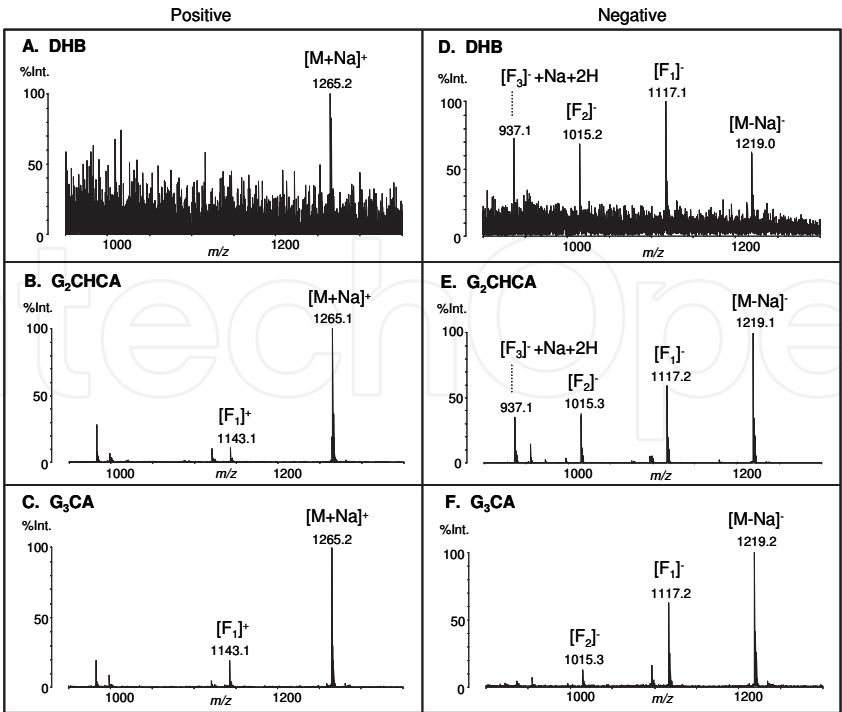 Positive
Negative
A. DHB
%Int.
[M+Na]+
1265.2
100
50
0
1000
1200
m/z
D. DHB
%Int.
[F3]- +Na+2H
937.1
[F2]-
1015.2
[F1]-
1117.1
[M-Na]-
1219.0
100
50
0
1000
1200
m/z
B. G2CHCA
%Int.
[M+Na]+
1265.1
[F1]+
1143.1
100
50
0
1000
1200
m/z
E. G2CHCA
%Int.
[F3]- +Na+2H
937.1
[F2]-
1015.3
[F1]-
1117.2
[M-Na]-
1219.1
100
50
0
1000
1200
m/z
C. G3CA
%Int.
[M+Na]+
1265.2
[F1]+
1143.1
100
50
0
1000
1200
m/z
F. G3CA
%Int.
[F2]-
1015.3
[F1]-
1117.2
[M-Na]-
1219.2
100
50
0
1000
1200
m/z